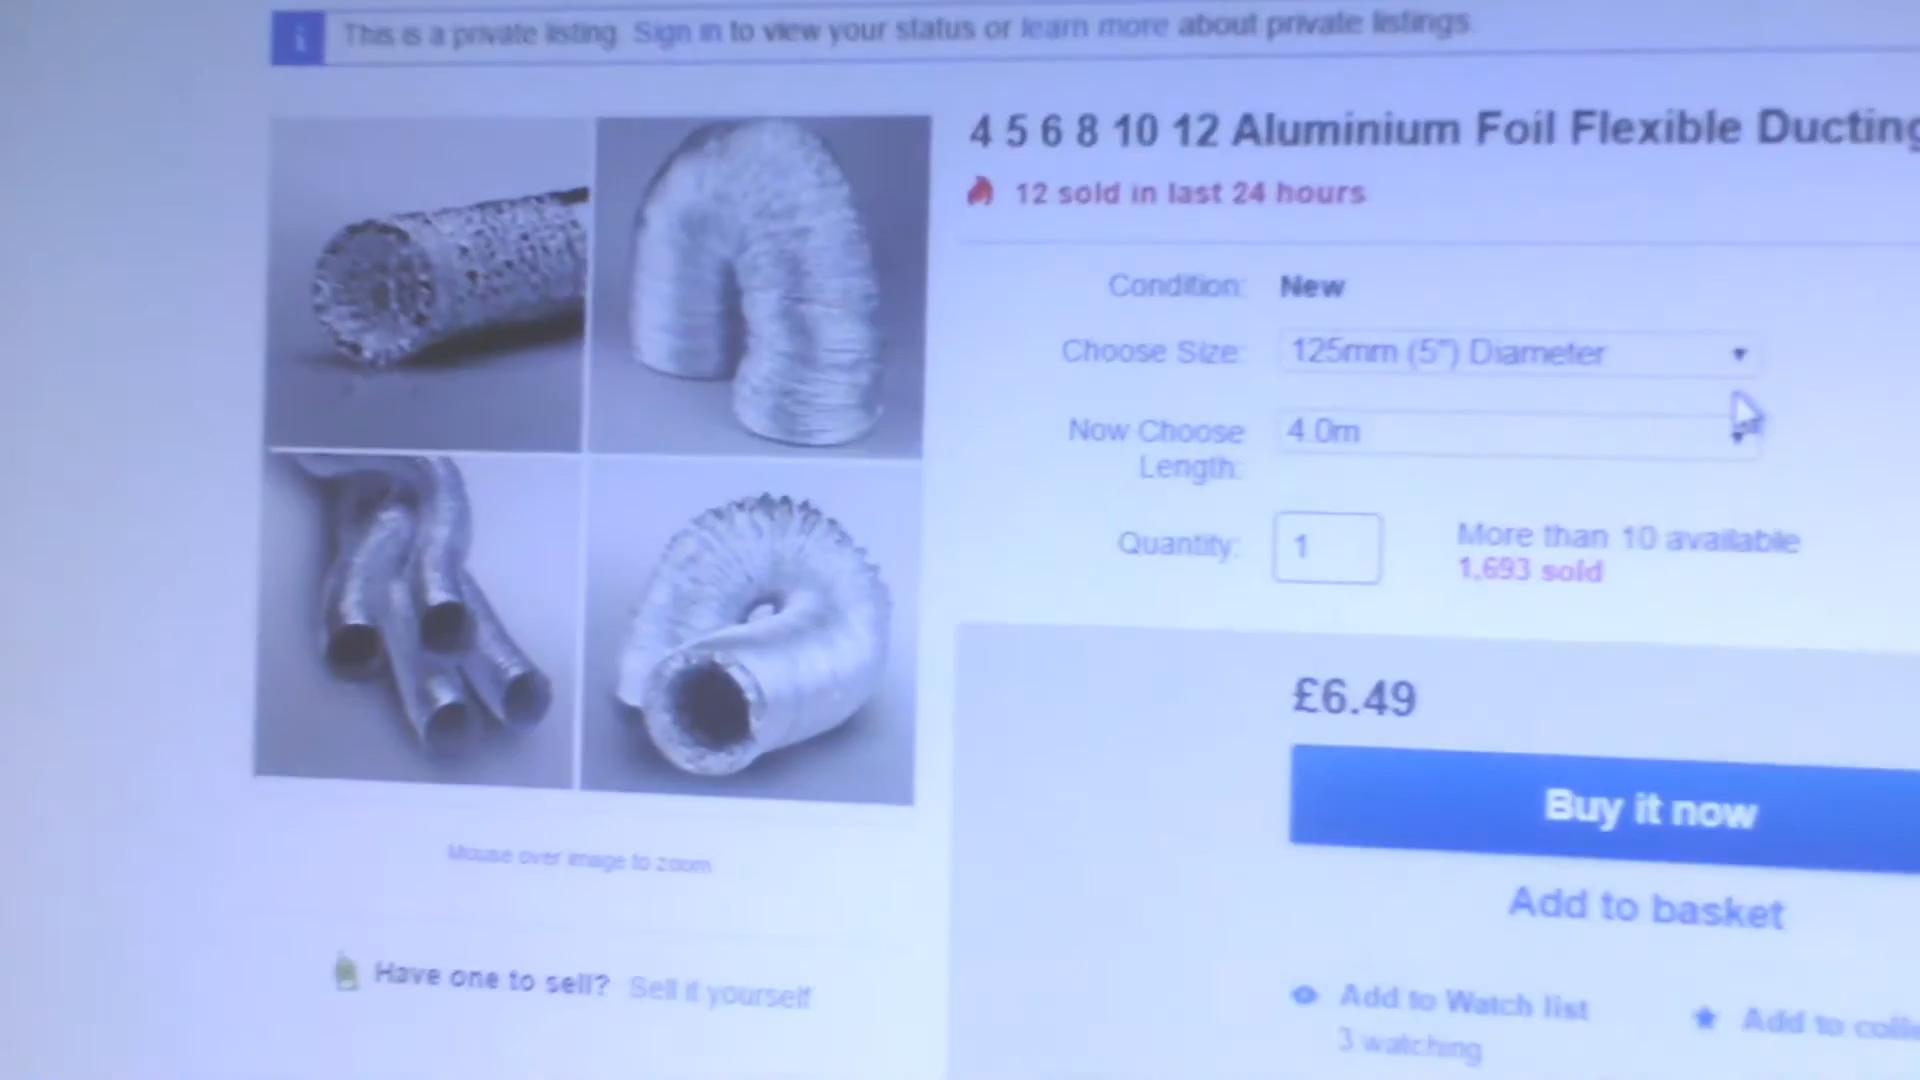 i This is a private listing. Sign in to view your status or learn more about private listings.
4 5 6 8 10 12 Aluminium Foil Flexible Ducting
12 sold in last 24 hours
Condition: New
Choose Size: 125mm (5") Diameter
Now Choose Length: 4.0m
Quantity: 1
More than 10 available
1,693 sold
£6.49
Buy it now
Add to basket
Mouse over image to zoom
Have one to sell? Sell it yourself
Add to Watch list
3 watching
Add to